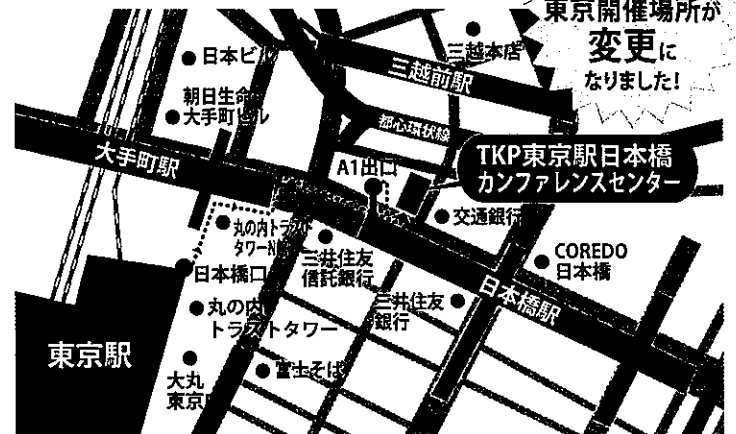 東京開催場所が
変更に
なりました!
三越本店
日本ビル
三越前駅
朝日生命
大手町ビル
都心環状線
大手町駅
A1出口
TKP東京駅日本橋
カンファレンスセンター
交通銀行
丸の内トラスト
タワーN館
三井住友
信託銀行
COREDO
日本橋
日本橋口
日本橋駅
三井住友
銀行
丸の内
トラストタワー
東京駅
富士そば
大丸
東京